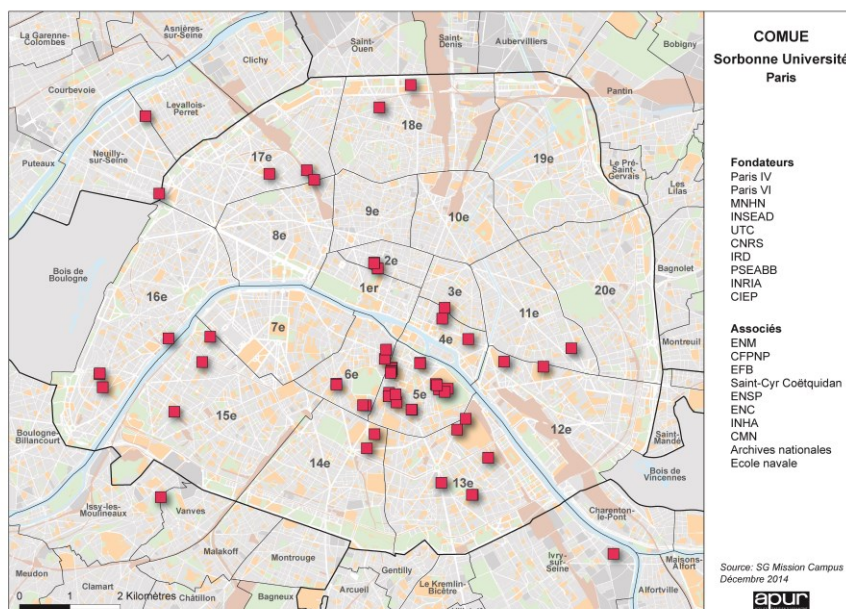 La Garenne-
Colombes
Asnières-
sur-Seine
Clichy
Saint-
Ouen
Saint-
Denis
Aubervilliers
Bobigny
Courbevoie
Levallois-
Perret
Pantin
Puteaux
Neuilly-
sur-Seine
17e
18e
19e
Le Pré-
Saint-
Gervais
Les
Lilas
9e
10e
8e
2e
1er
3e
20e
Bagnolet
Bois de
Boulogne
16e
7e
4e
11e
Montreuil
6e
5e
15e
12e
Saint-
Mandé
Boulogne-
Billancourt
14e
13e
Bois de
Vincennes
Issy-les-
Moulineaux
Vanves
Charenton-
le-Pont
Malakoff
Montrouge
Gentilly
Ivry-
sur-
Seine
Maisons-
Alfort
Meudon
Clamart
Châtillon
Bagneux
Arcueil
Le Kremlin-
Bicêtre
Alfortville
0 1 2 Kilomètres
COMUE
Sorbonne Université
Paris
Fondateurs
Paris IV
Paris VI
MNHN
INSEAD
UTC
CNRS
IRD
PSEABB
INRIA
CIEP
Associés
ENM
CFPNP
EFB
Saint-Cyr Coëtquidan
ENSP
ENC
INHA
CMN
Archives nationales
Ecole navale
Source: SG Mission Campus
Décembre 2014
apur